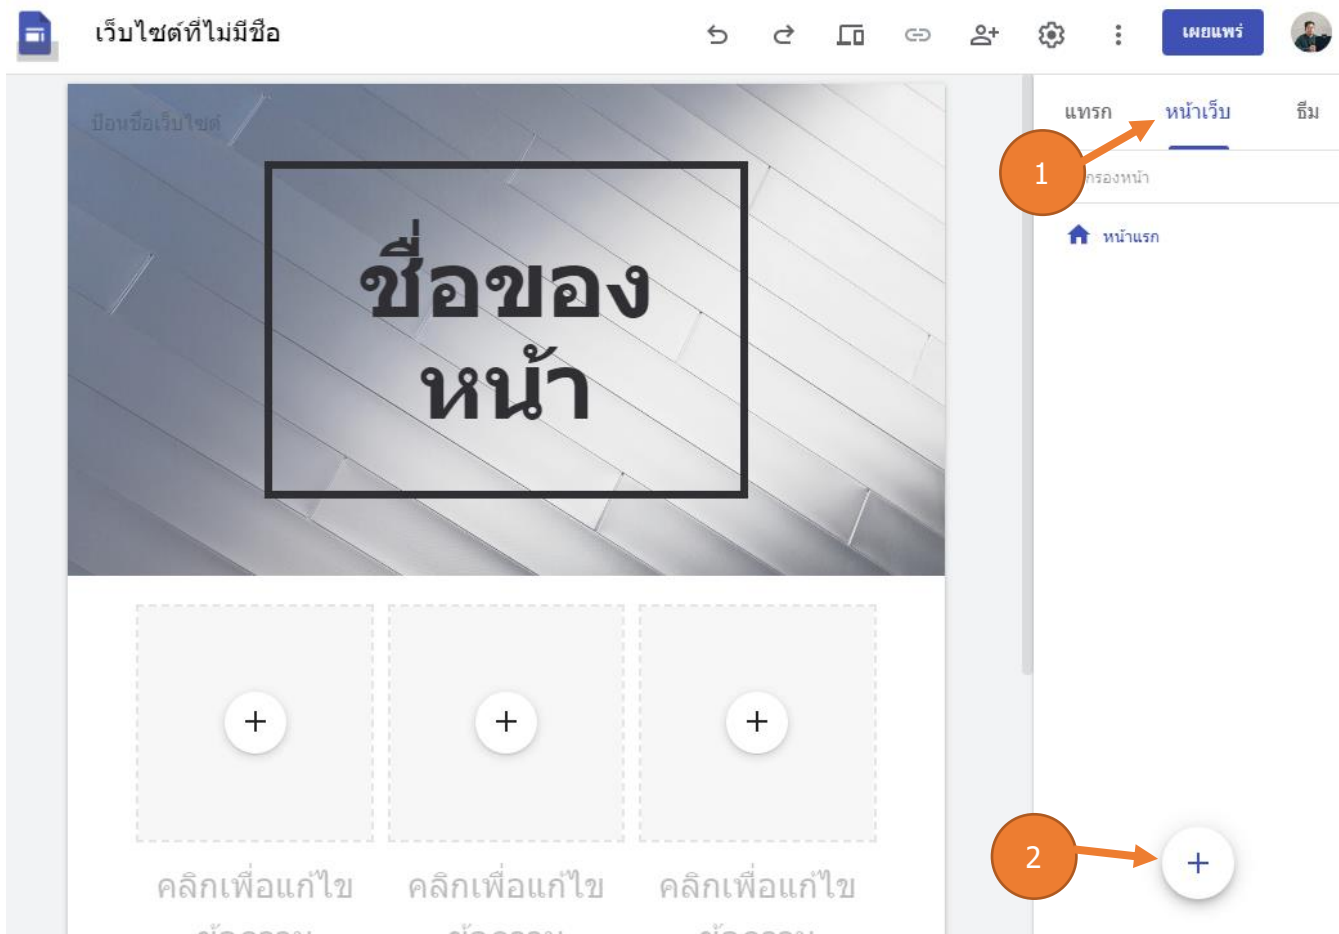 เว็บไซต์ที่ไม่มีชื่อ
เผยแพร่
ป้อนชื่อเว็บไซต์
ชื่อของ
หน้า
แทรก หน้าเว็บ ธีม
1
กรองหน้า
หน้าแรก
2
คลิกเพื่อแก้ไข คลิกเพื่อแก้ไข คลิกเพื่อแก้ไข